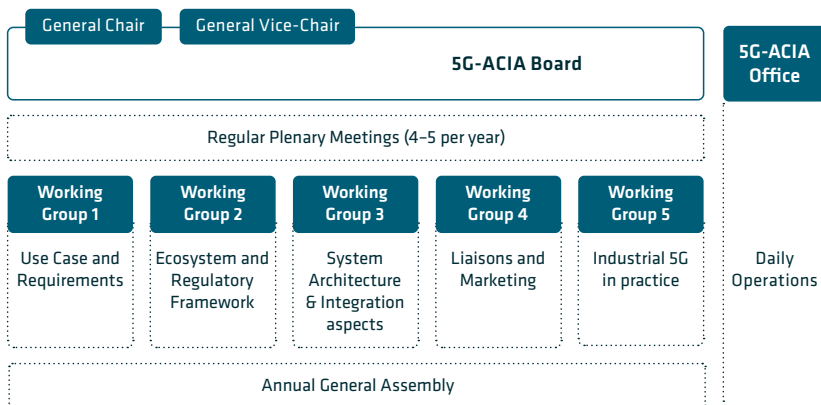 General Chair
General Vice-Chair
5G-ACIA Board
5G-ACIA
Office
Regular Plenary Meetings (4–5 per year)
Working
Group 1
Working
Group 2
Working
Group 3
Working
Group 4
Working
Group 5
Use Case and
Requirements
Ecosystem and
Regulatory
Framework
System
Architecture
& Integration
aspects
Liaisons and
Marketing
Industrial 5G
in practice
Daily
Operations
Annual General Assembly